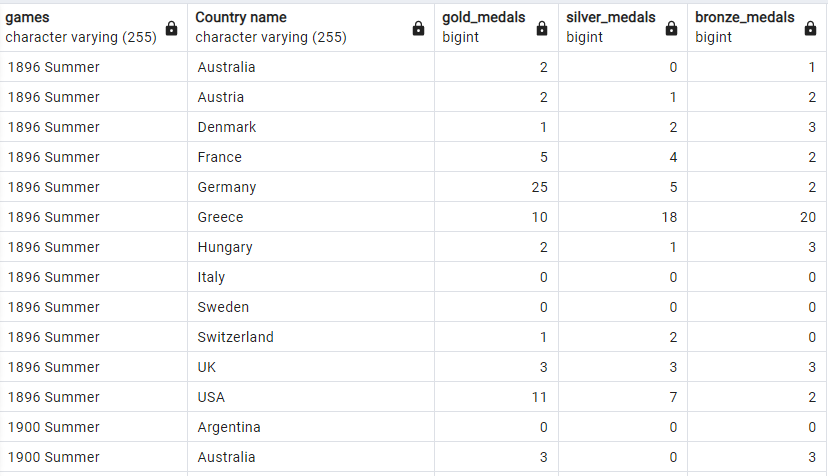 games Country name gold_medals silver_medals bronze_medals
character varying (255) character varying (255) bigint bigint bigint
1896 Summer Australia 2 0 1
1896 Summer Austria 2 1 2
1896 Summer Denmark 1 2 3
1896 Summer France 5 4 2
1896 Summer Germany 25 5 2
1896 Summer Greece 10 18 20
1896 Summer Hungary 2 1 3
1896 Summer Italy 0 0 0
1896 Summer Sweden 0 0 0
1896 Summer Switzerland 1 2 0
1896 Summer UK 3 3 3
1896 Summer USA 11 7 2
1900 Summer Argentina 0 0 0
1900 Summer Australia 3 0 3